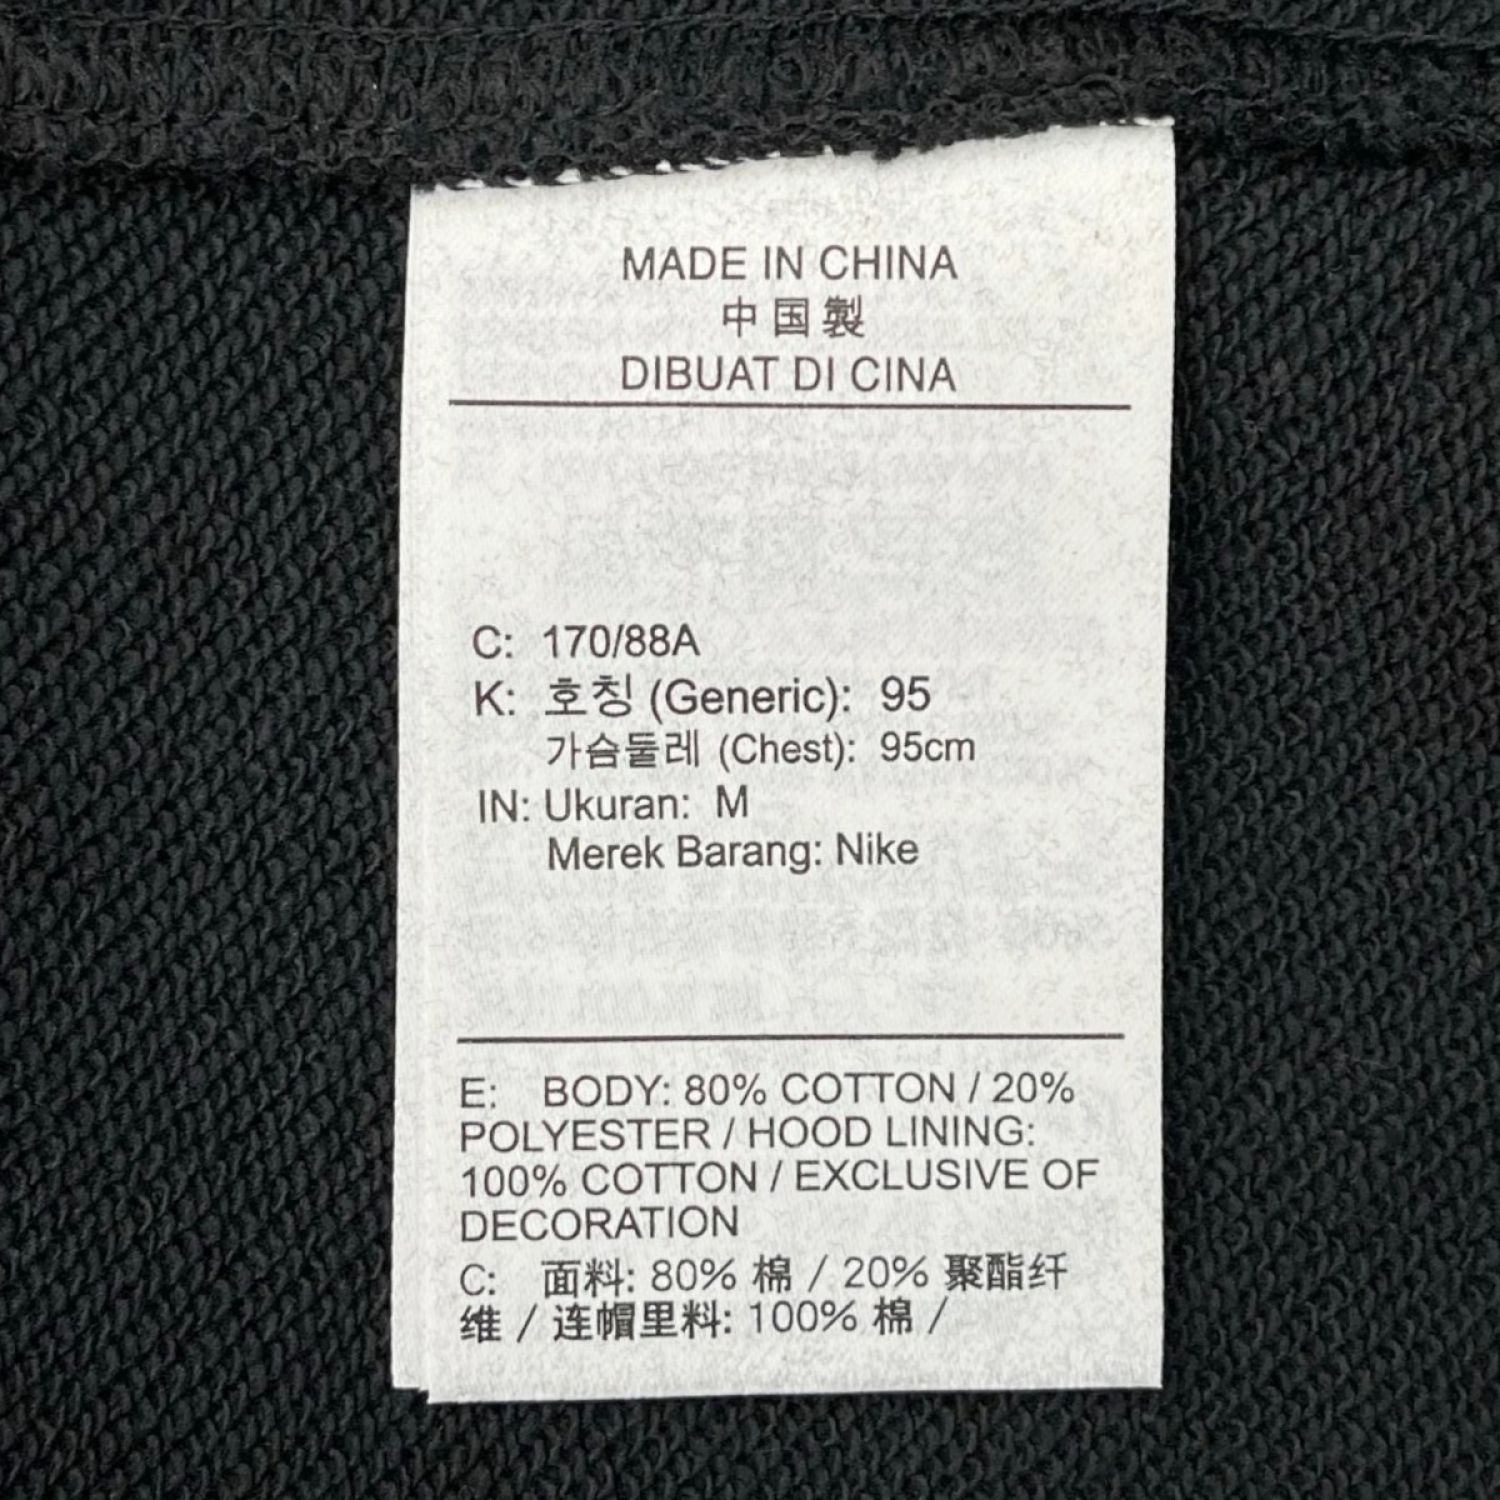 MADE IN CHINA
中国製
DIBUAT DI CINA
C: 170/88A
K: 호칭 (Generic): 95
가슴둘레 (Chest): 95cm
IN: Ukuran: M
Merek Barang: Nike
E: BODY: 80% COTTON / 20%
POLYESTER / HOOD LINING:
100% COTTON / EXCLUSIVE OF
DECORATION
C: 面料: 80% 棉 / 20% 聚酯纤
维 / 连帽里料: 100% 棉 /